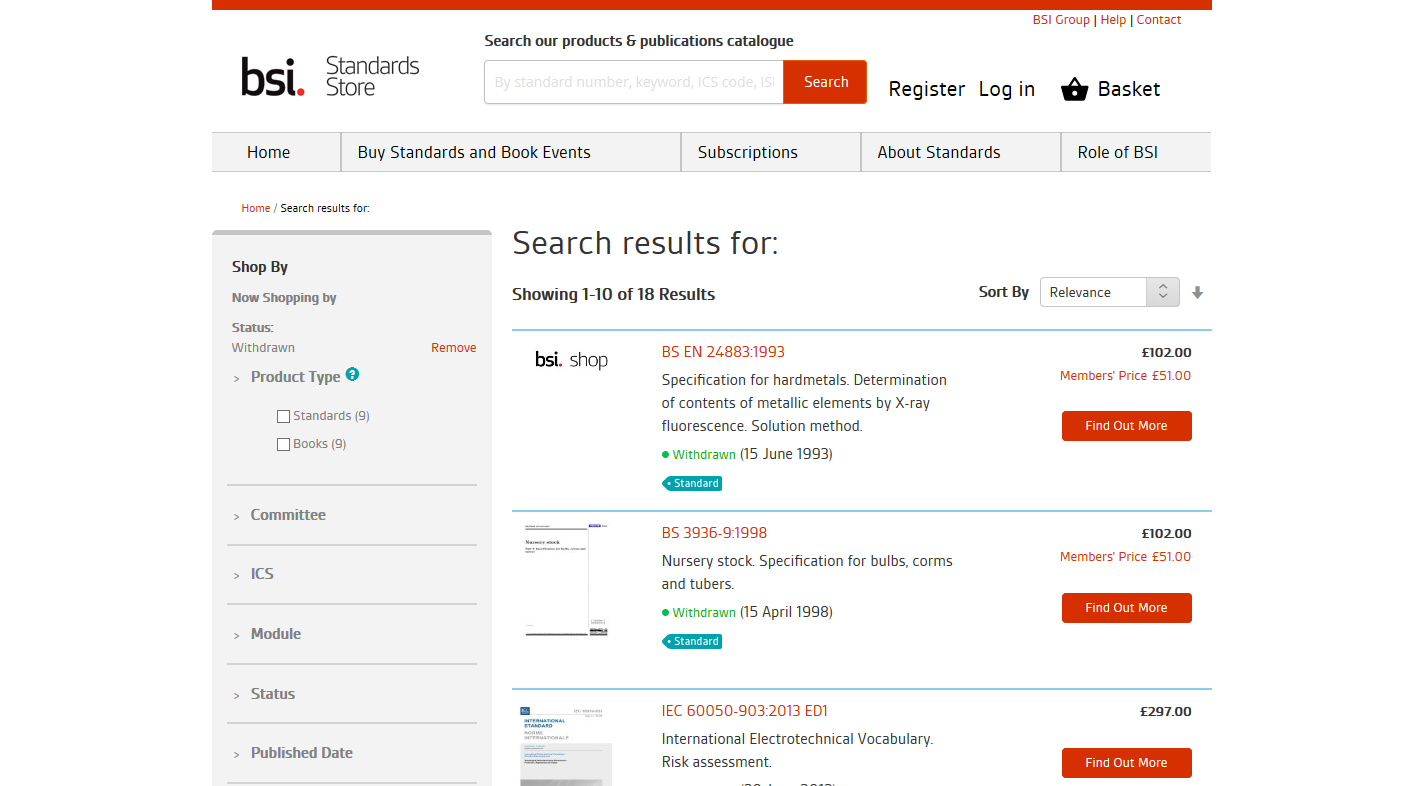 BSI Group | Help | Contact
Search our products & publications catalogue
bsi. Standards Store
By standard number, keyword, ICS code, ISI
Search
Register Log in Basket
Home Buy Standards and Book Events Subscriptions About Standards Role of BSI
Home / Search results for:
Shop By
Now Shopping by
Status:
Withdrawn Remove
> Product Type ?
Standards (9)
Books (9)
> Committee
> ICS
> Module
> Status
> Published Date
Search results for:
Showing 1-10 of 18 Results Sort By Relevance
bsi. shop
BS EN 24883:1993
Specification for hardmetals. Determination
of contents of metallic elements by X-ray
fluorescence. Solution method.
Withdrawn (15 June 1993)
Standard
£102.00
Members' Price £51.00
Find Out More
Nursery stock
BS 3936-9:1998
Nursery stock. Specification for bulbs, corms
and tubers.
Withdrawn (15 April 1998)
Standard
£102.00
Members' Price £51.00
Find Out More
INTERNATIONAL
STANDARD
NORME
INTERNATIONALE
IEC 60050-903:2013 ED1
International Electrotechnical Vocabulary.
Risk assessment.
£297.00
Find Out More